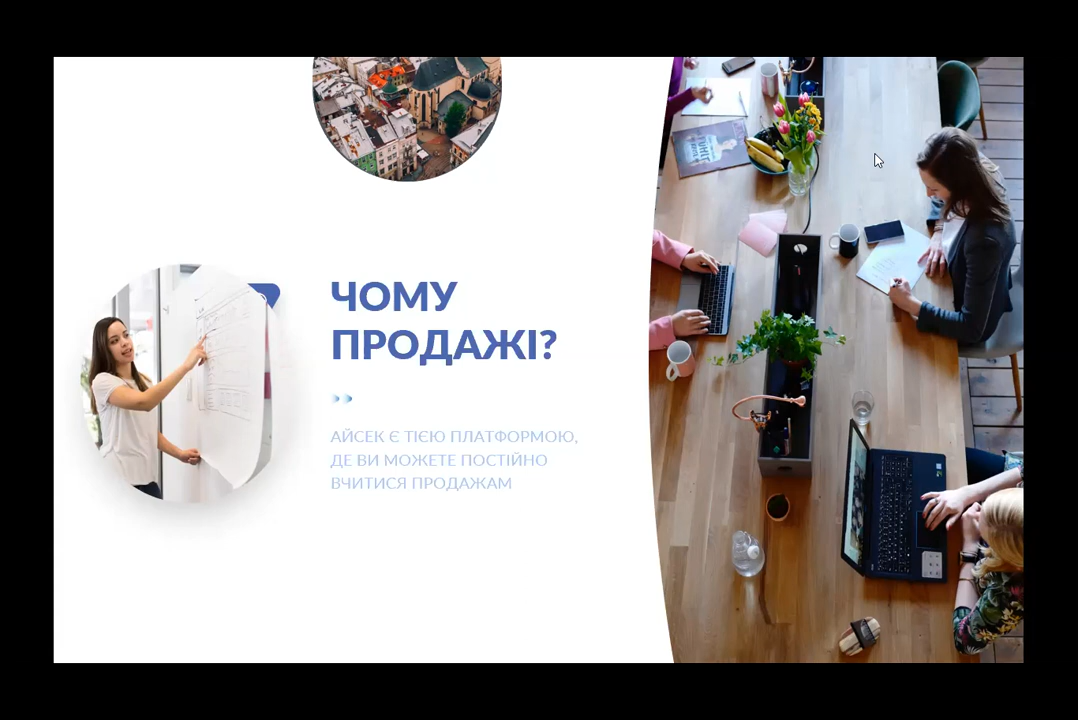 ЧОМУ
ПРОДАЖІ?
АЙСЕК Є ТІЄЮ ПЛАТФОРМОЮ,
ДЕ ВИ МОЖЕТЕ ПОСТІЙНО
ВЧИТИСЯ ПРОДАЖАМ